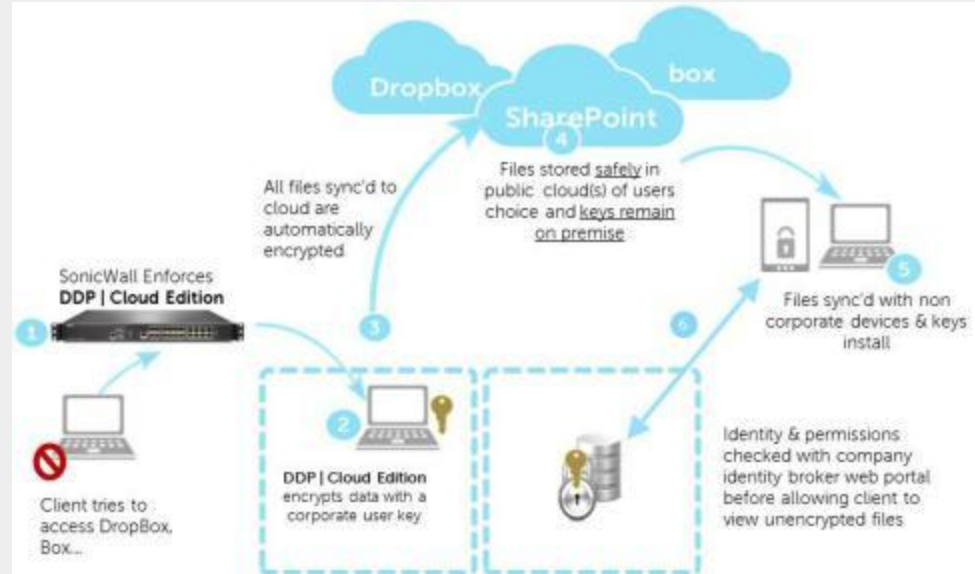 Dropbox
box
SharePoint
4
Files stored safely in
public cloud(s) of users
choice and keys remain
on premise
All files sync'd to
cloud are
automatically
encrypted
SonicWall Enforces
DDP | Cloud Edition
1
3
5
Files sync'd with non
corporate devices & keys
install
6
2
DDP | Cloud Edition
encrypts data with a
corporate user key
Client tries to
access DropBox,
Box...
Identity & permissions
checked with company
identity broker web portal
before allowing client to
view unencrypted files